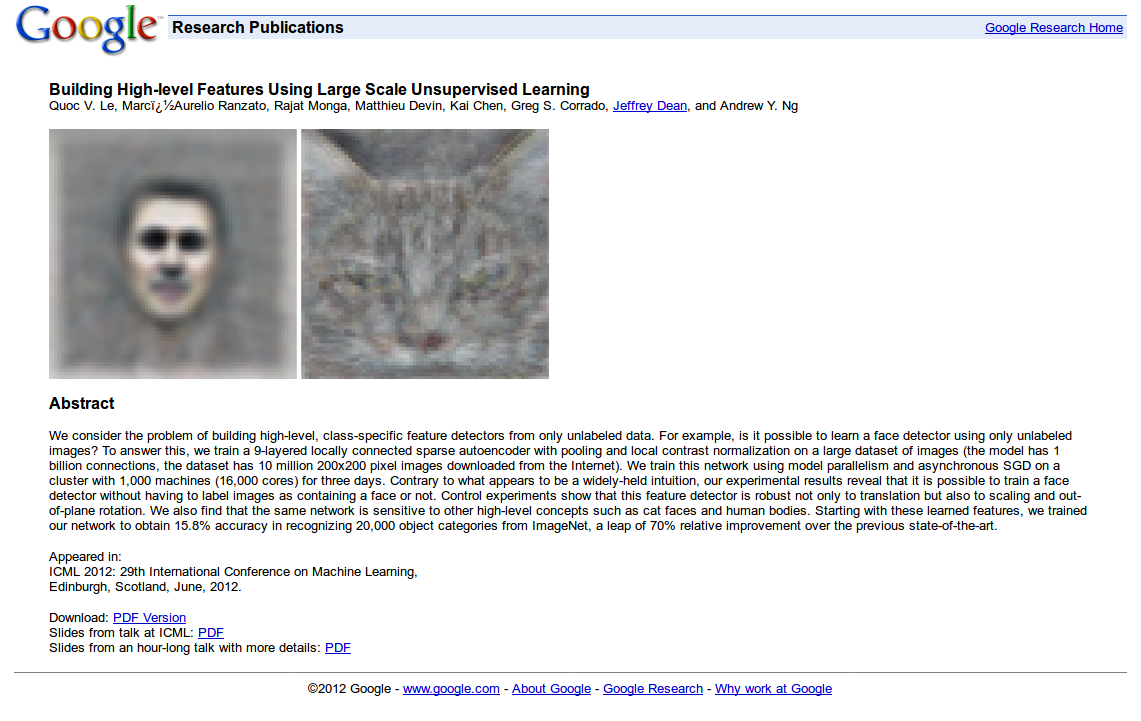 Google™ Research Publications Google Research Home
Building High-level Features Using Large Scale Unsupervised Learning
Quoc V. Le, Marcï¿½Aurelio Ranzato, Rajat Monga, Matthieu Devin, Kai Chen, Greg S. Corrado, Jeffrey Dean, and Andrew Y. Ng
Abstract
We consider the problem of building high-level, class-specific feature detectors from only unlabeled data. For example, is it possible to learn a face detector using only unlabeled
images? To answer this, we train a 9-layered locally connected sparse autoencoder with pooling and local contrast normalization on a large dataset of images (the model has 1
billion connections, the dataset has 10 million 200x200 pixel images downloaded from the Internet). We train this network using model parallelism and asynchronous SGD on a
cluster with 1,000 machines (16,000 cores) for three days. Contrary to what appears to be a widely-held intuition, our experimental results reveal that it is possible to train a face
detector without having to label images as containing a face or not. Control experiments show that this feature detector is robust not only to translation but also to scaling and out-
of-plane rotation. We also find that the same network is sensitive to other high-level concepts such as cat faces and human bodies. Starting with these learned features, we trained
our network to obtain 15.8% accuracy in recognizing 20,000 object categories from ImageNet, a leap of 70% relative improvement over the previous state-of-the-art.
Appeared in:
ICML 2012: 29th International Conference on Machine Learning,
Edinburgh, Scotland, June, 2012.
Download: PDF Version
Slides from talk at ICML: PDF
Slides from an hour-long talk with more details: PDF
©2012 Google - www.google.com - About Google - Google Research - Why work at Google